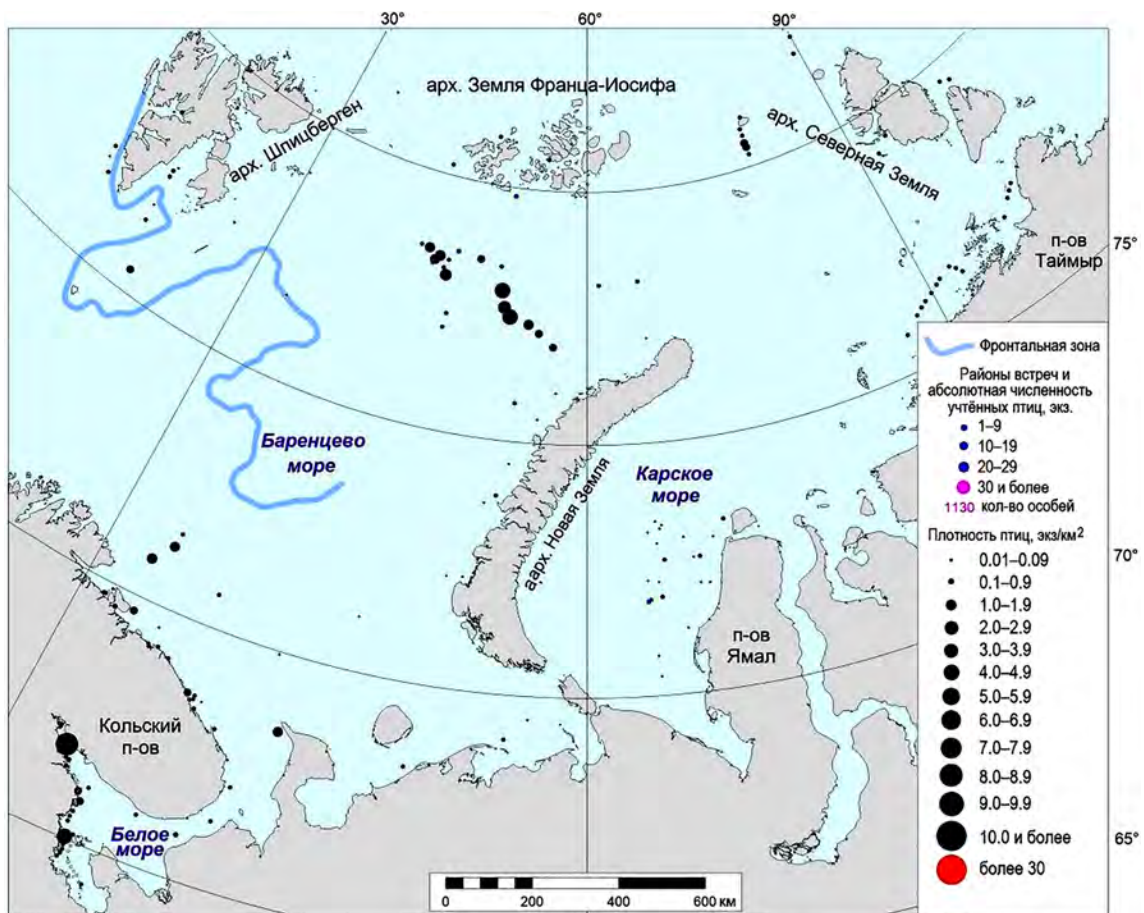 30°
60°
90°
арх. Земля Франца-Иосифа
арх. Шпицберген
арх. Северная Земля
п-ов
Таймыр
75°
Фронтальная зона
Районы встреч и
абсолютная численность
учтённых птиц, экз.
1–9
10–19
20–29
30 и более
1130 кол-во особей
Плотность птиц, экз/км²
0.01–0.09
0.1–0.9
1.0–1.9
2.0–2.9
3.0–3.9
4.0–4.9
5.0–5.9
6.0–6.9
7.0–7.9
8.0–8.9
9.0–9.9
10.0 и более
более 30
Баренцево
море
Карское
море
аарх. Новая Земля
70°
п-ов
Ямал
Кольский
п-ов
Белое
море
65°
0 200 400 600 км